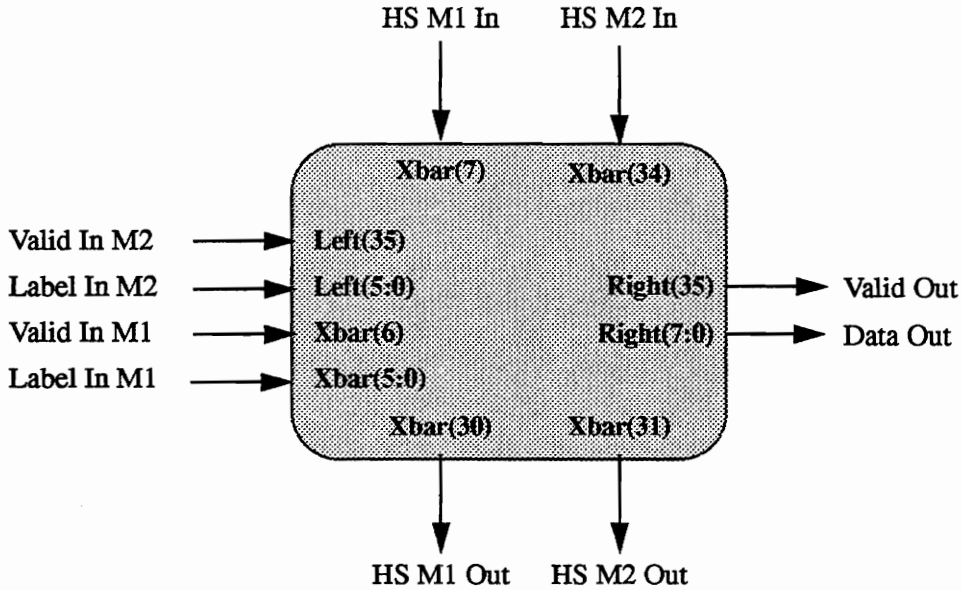 HS M1 In HS M2 In
Xbar(7) Xbar(34)
Valid In M2 Left(35)
Label In M2 Left(5:0) Right(35) Valid Out
Valid In M1 Xbar(6) Right(7:0) Data Out
Label In M1 Xbar(5:0)
Xbar(30) Xbar(31)
HS M1 Out HS M2 Out